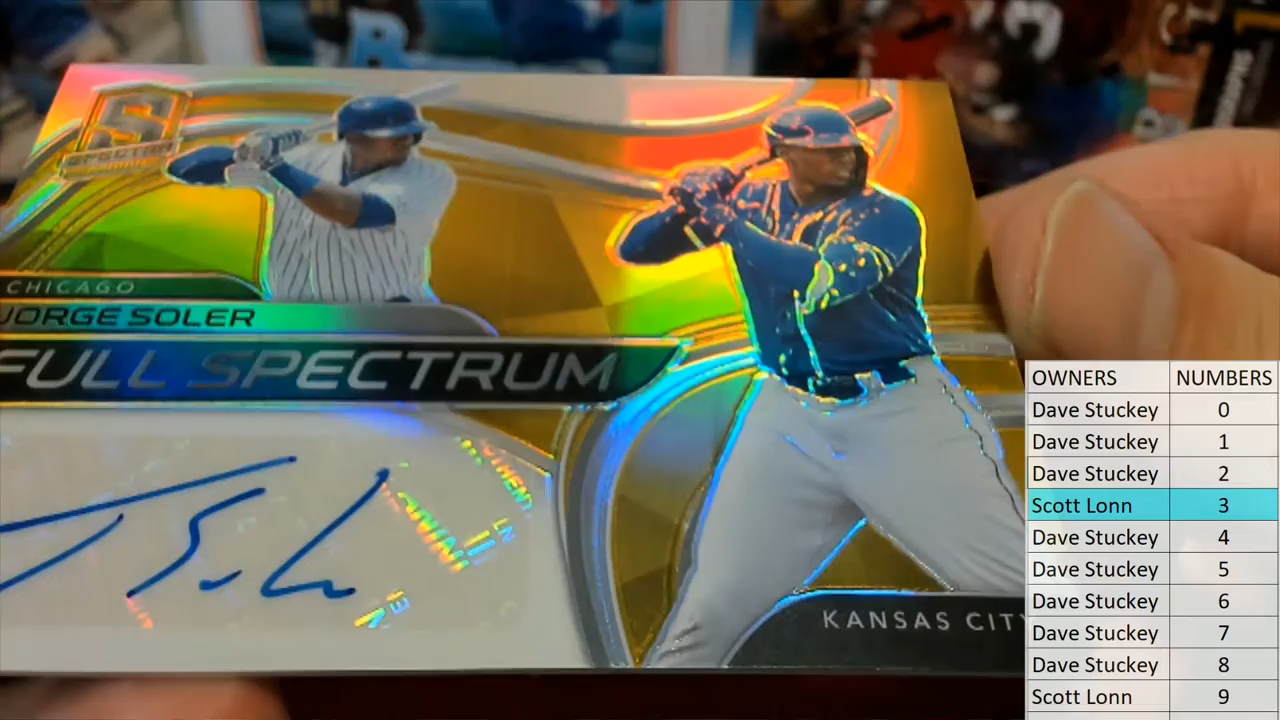 S
SPECTRA
CHICAGO
JORGE SOLER
FULL SPECTRUM
KANSAS CITY
OWNERS NUMBERS
Dave Stuckey 0
Dave Stuckey 1
Dave Stuckey 2
Scott Lonn 3
Dave Stuckey 4
Dave Stuckey 5
Dave Stuckey 6
Dave Stuckey 7
Dave Stuckey 8
Scott Lonn 9